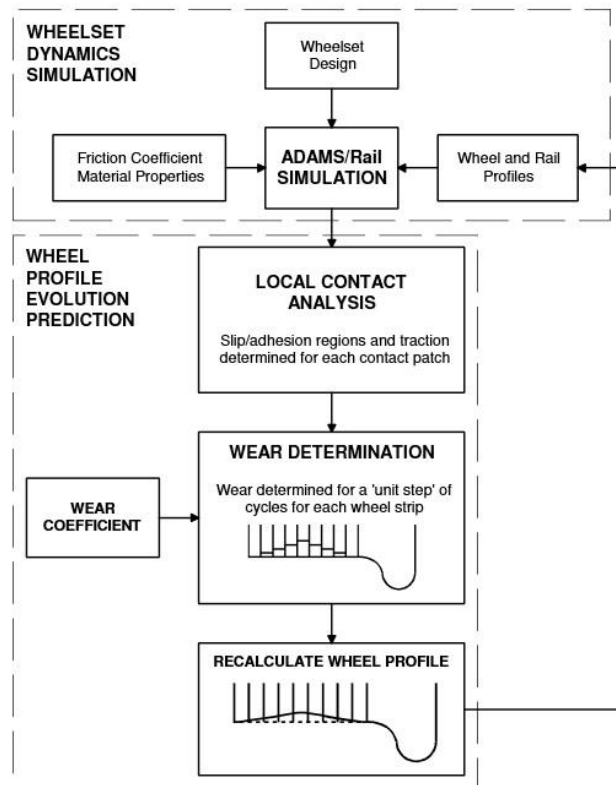 WHEELSET
DYNAMICS
SIMULATION
Wheelset
Design
Friction Coefficient
Material Properties
ADAMS/Rail
SIMULATION
Wheel and Rail
Profiles
WHEEL
PROFILE
EVOLUTION
PREDICTION
LOCAL CONTACT
ANALYSIS
Slip/adhesion regions and traction
determined for each contact patch
WEAR DETERMINATION
Wear determined for a 'unit step' of
cycles for each wheel strip
WEAR
COEFFICIENT
RECALCULATE WHEEL PROFILE